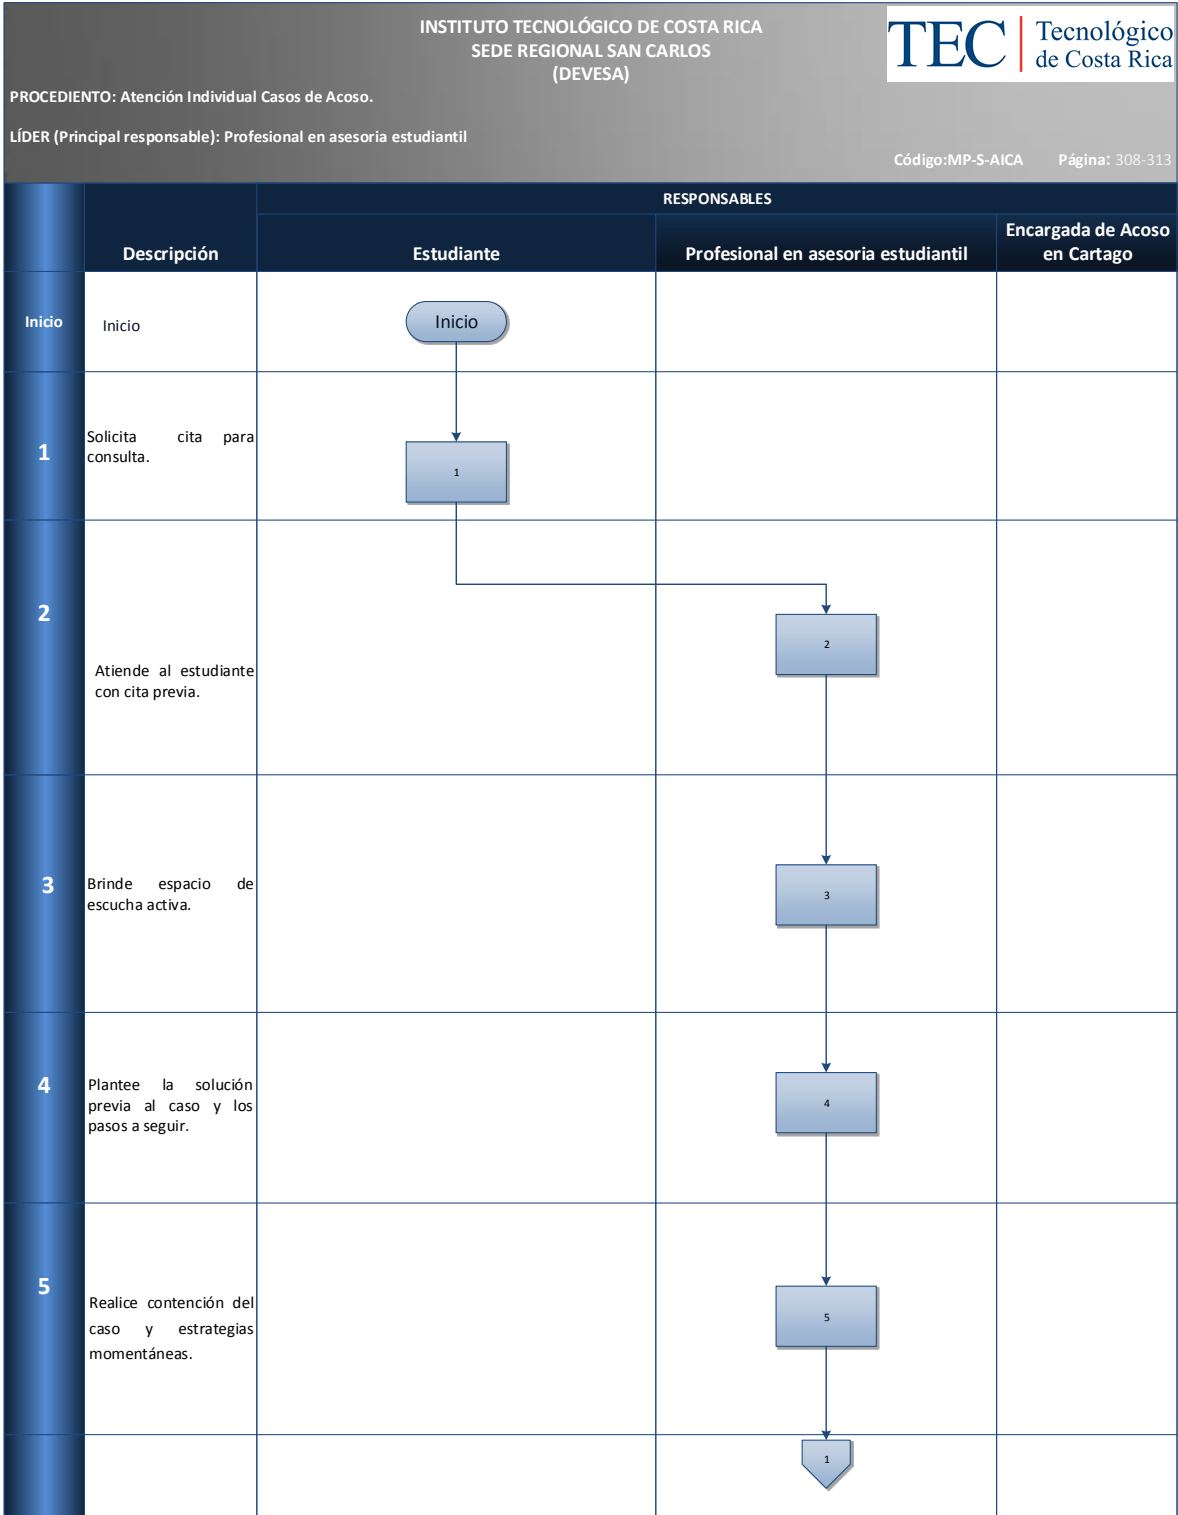 INSTITUTO TECNOLÓGICO DE COSTA RICA
SEDE REGIONAL SAN CARLOS
(DEVESA)
TEC | Tecnológico
de Costa Rica
PROCEDIENTO: Atención Individual Casos de Acoso.
LÍDER (Principal responsable): Profesional en asesoria estudiantil
Código:MP-S-AICA Página: 308-313
RESPONSABLES
Descripción
Estudiante
Profesional en asesoria estudiantil
Encargada de Acoso
en Cartago
Inicio
Inicio
Inicio
1
Solicita cita para
consulta.
1
2
Atiende al estudiante
con cita previa.
2
3
Brinde espacio de
escucha activa.
3
4
Plantee la solución
previa al caso y los
pasos a seguir.
4
5
Realice contención del
caso y estrategias
momentáneas.
5
1